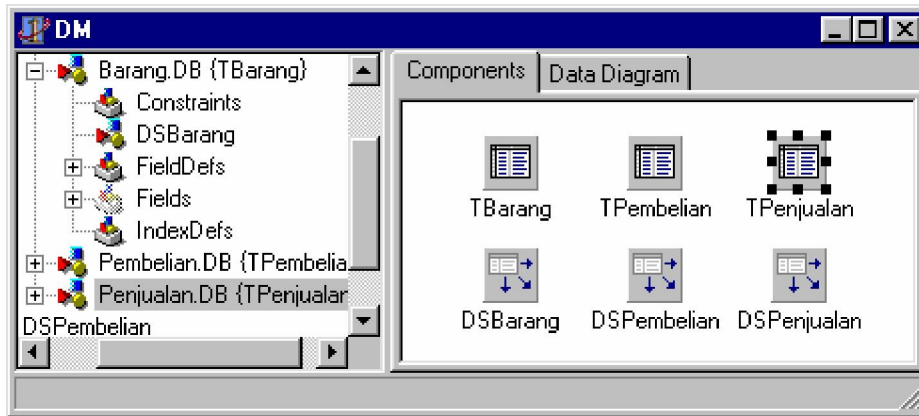 DM
Barang.DB {TBarang}
Constraints
DSBarang
FieldDefs
Fields
IndexDefs
Pembelian.DB {TPembelia
Penjualan.DB {TPenjualar
DSPembelian
Components Data Diagram
TBarang TPembelian TPenjualan
DSBarang DSPembelian DSPenjualan